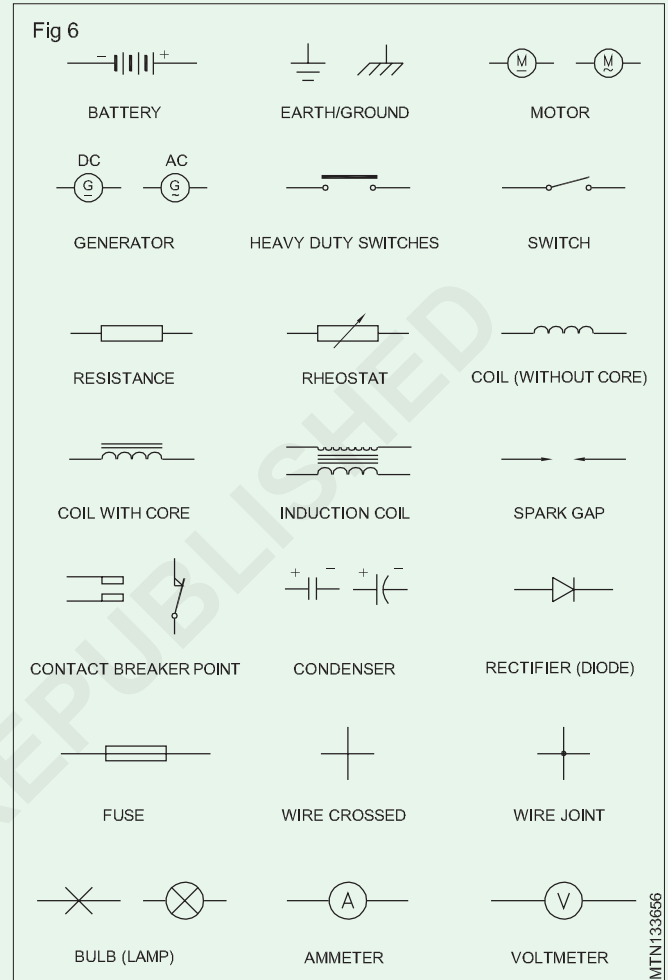 Fig 6
- +
M M
BATTERY EARTH/GROUND MOTOR
DC AC
G G
GENERATOR HEAVY DUTY SWITCHES SWITCH
RESISTANCE RHEOSTAT COIL (WITHOUT CORE)
COIL WITH CORE INDUCTION COIL SPARK GAP
+ - + -
CONTACT BREAKER POINT CONDENSER RECTIFIER (DIODE)
FUSE WIRE CROSSED WIRE JOINT
A V
BULB (LAMP) AMMETER VOLTMETER
MTN133656
REPUBLISHED